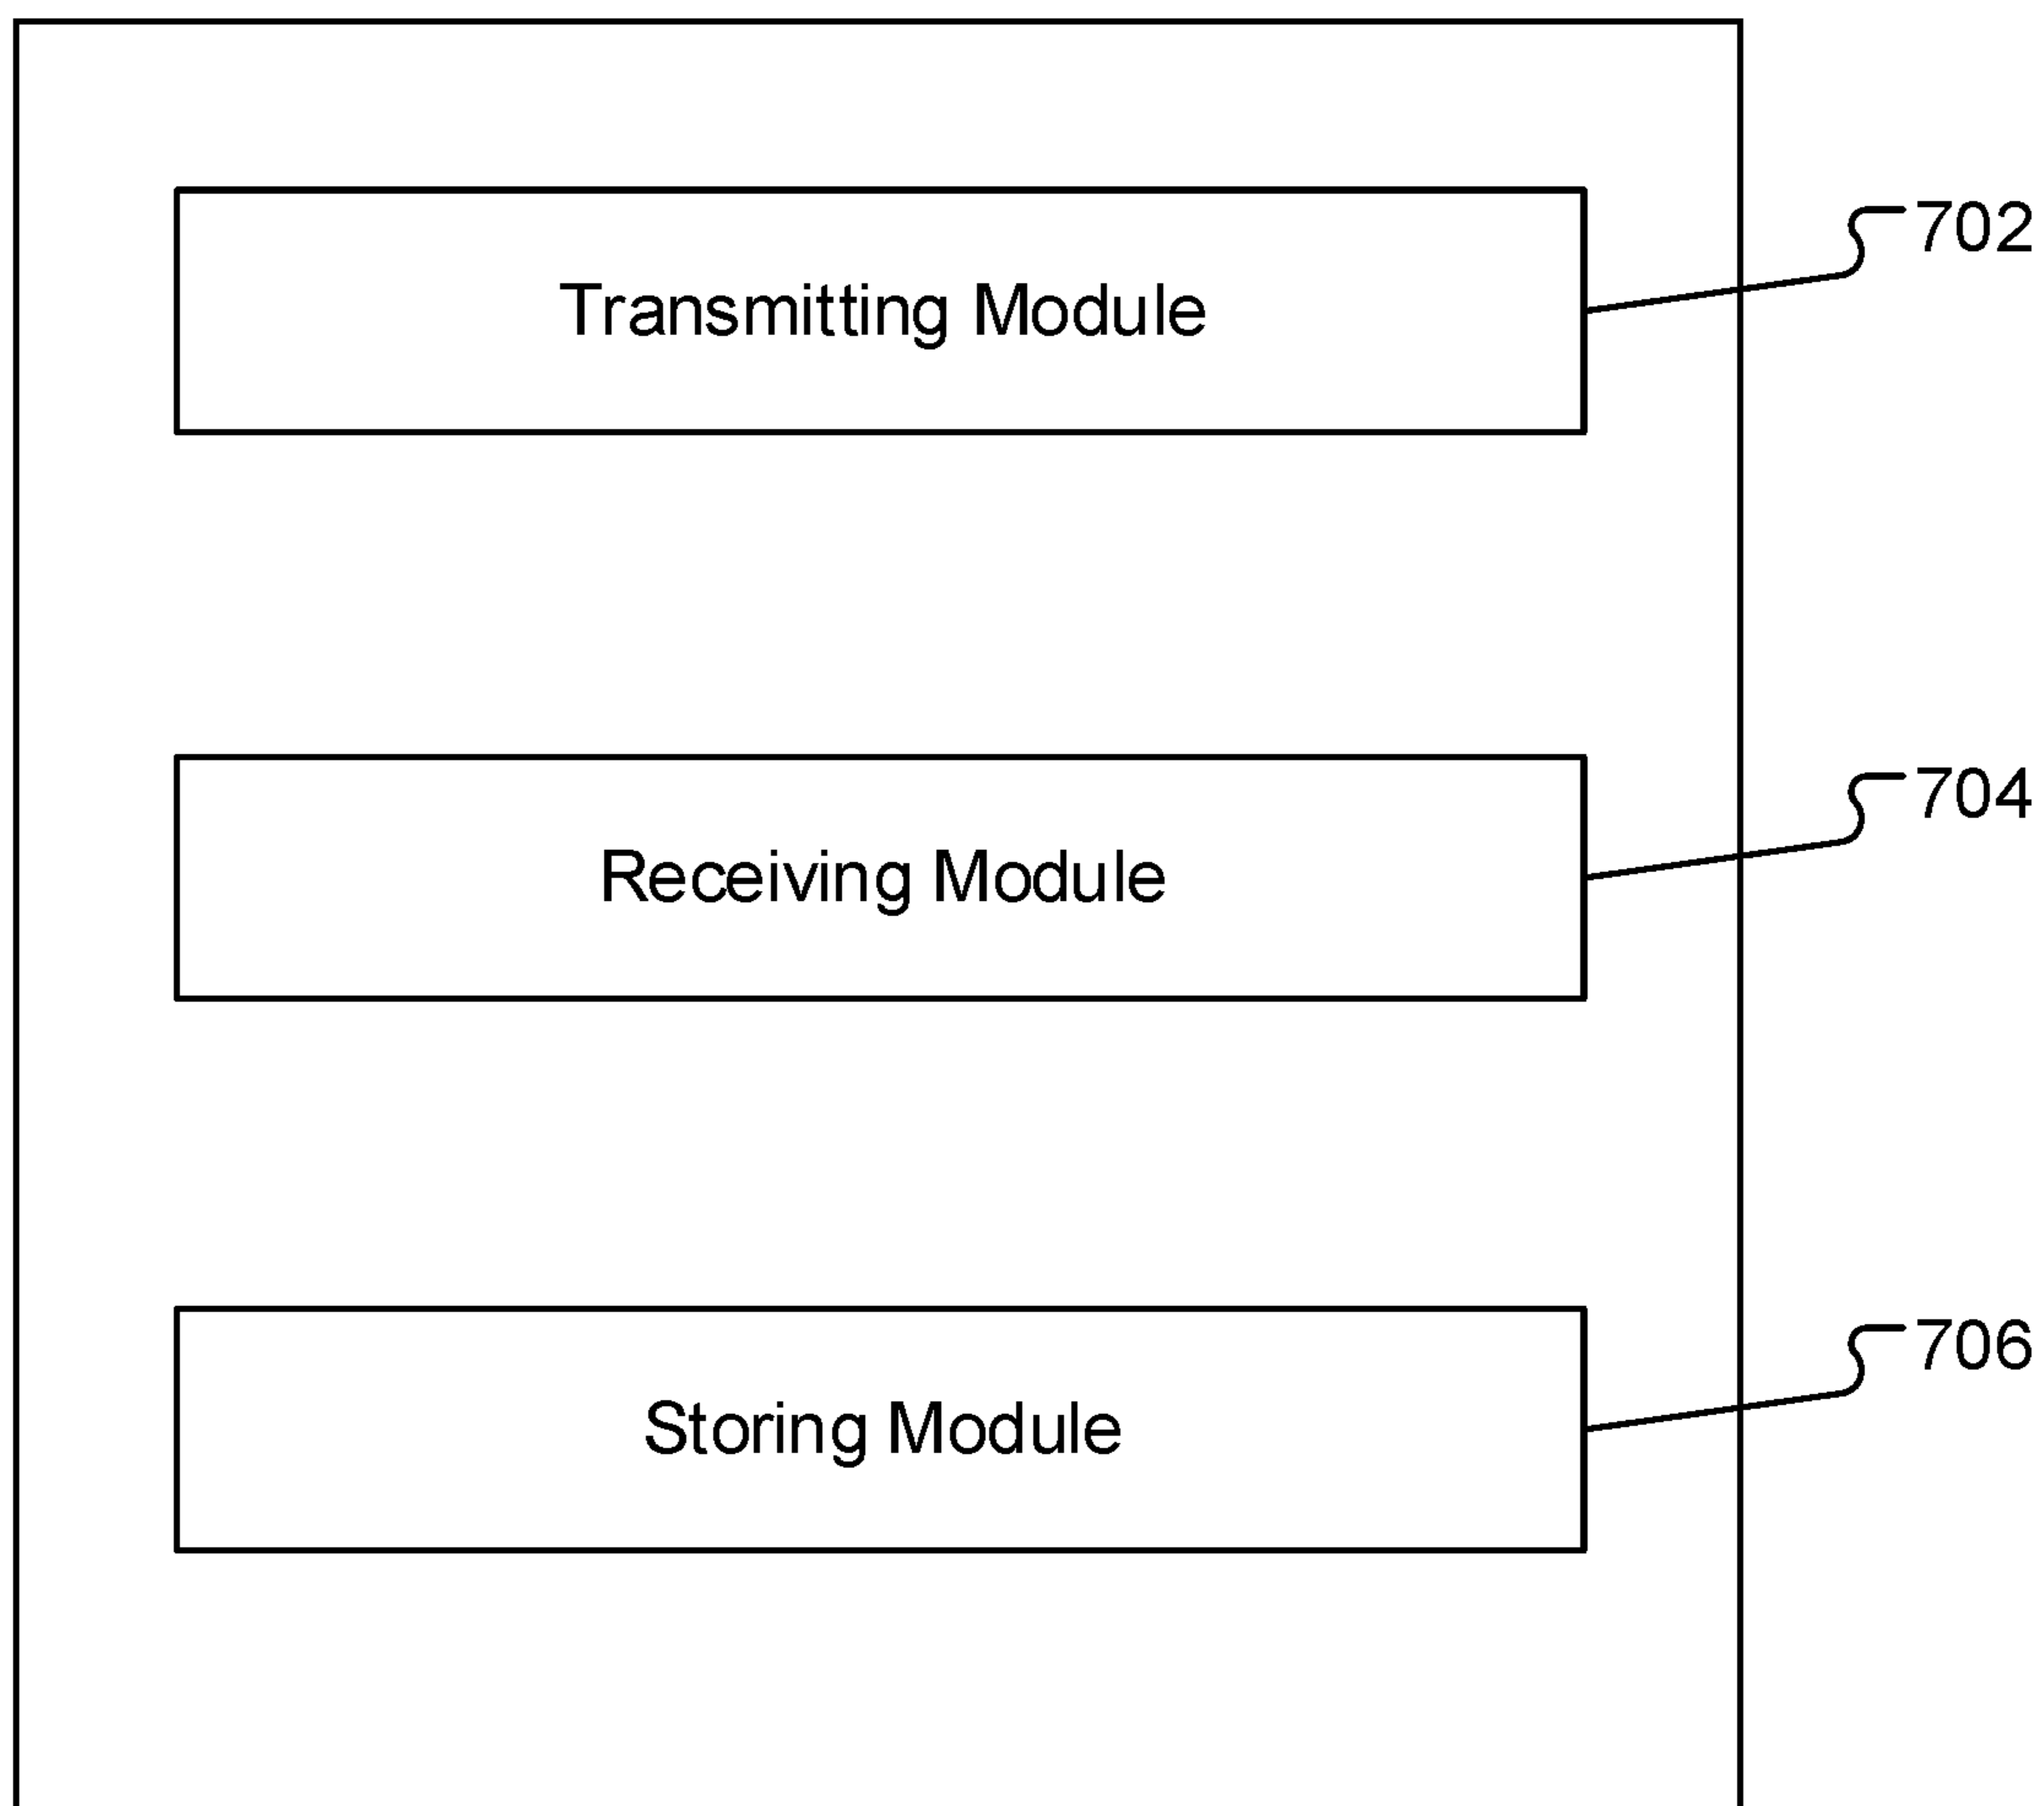 702
Transmitting Module
704
Receiving Module
706
Storing Module